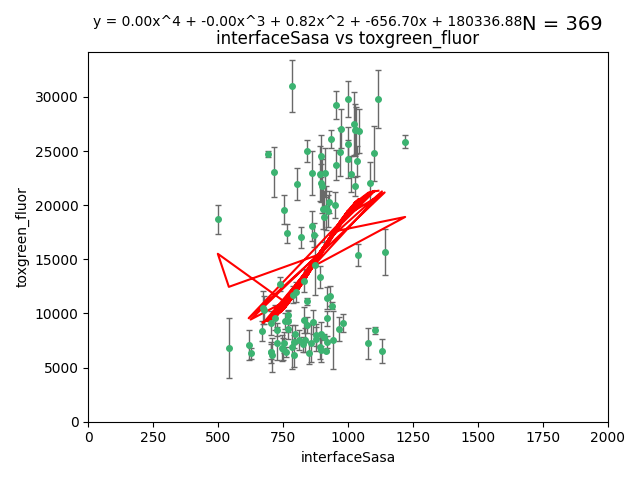 y = 0.00x^4 + -0.00x^3 + 0.82x^2 + -656.70x + 180336.88
N = 369
interfaceSasa vs toxgreen_fluor
30000
25000
20000
15000
10000
5000
0
toxgreen_fluor
0 250 500 750 1000 1250 1500 1750 2000
interfaceSasa